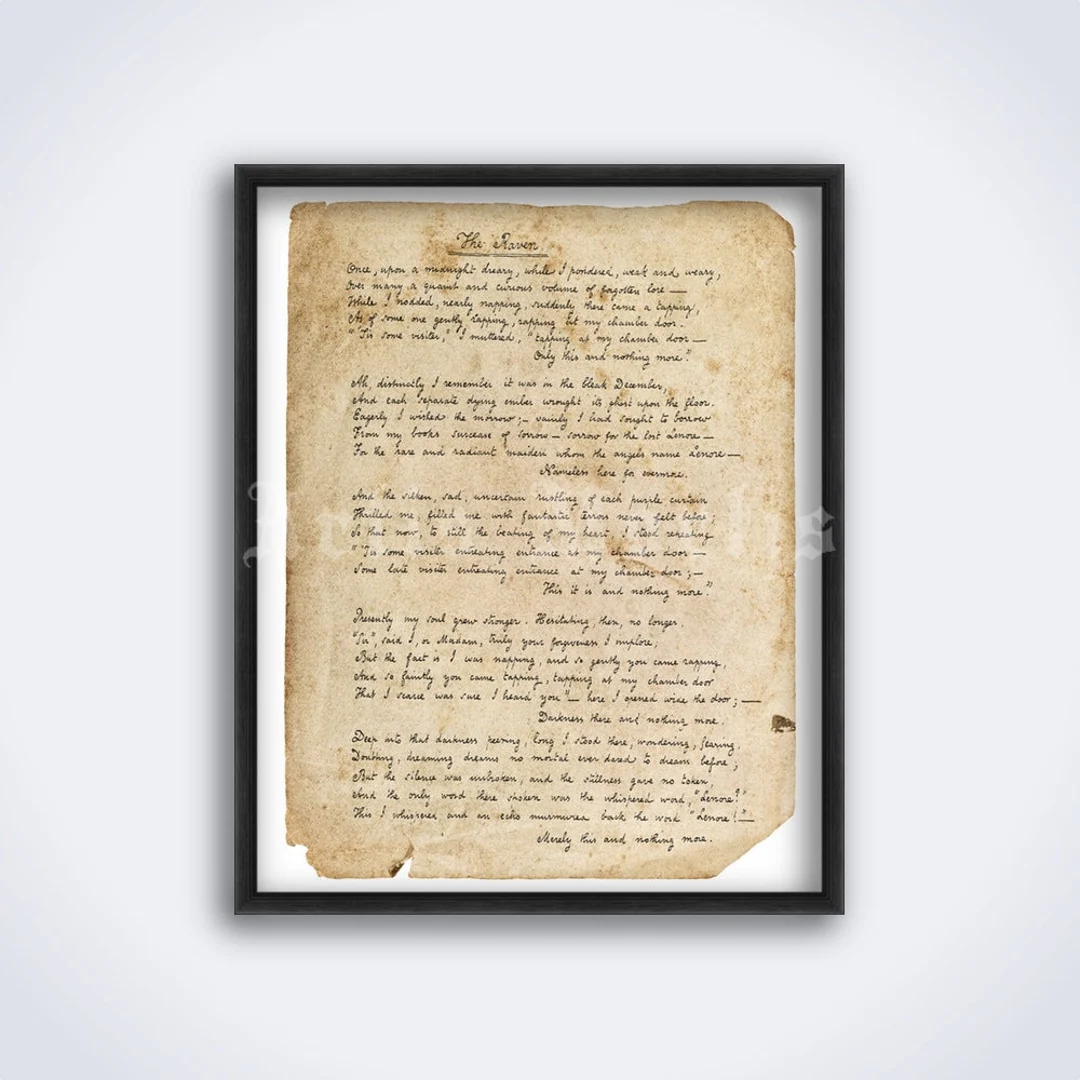 The Raven.
Once, upon a midnight dreary, while I pondered, weak and weary,
Over many a quaint and curious volume of forgotten lore —
While I nodded, nearly napping, suddenly there came a tapping,
As of some one gently rapping, rapping at my chamber door.
"'Tis some visiter," I muttered, "tapping at my chamber door —
Only this and nothing more."
Ah, distinctly I remember it was in the bleak December,
And each separate dying ember wrought its ghost upon the floor.
Eagerly I wished the morrow; — vainly I had sought to borrow
From my books surcease of sorrow — sorrow for the lost Lenore —
For the rare and radiant maiden whom the angels name Lenore —
Nameless here for evermore.
And the silken, sad, uncertain rustling of each purple curtain
Thrilled me, filled me with fantastic terrors never felt before;
So that now, to still the beating of my heart, I stood repeating
"'Tis some visiter entreating entrance at my chamber door —
Some late visiter entreating entrance at my chamber door; —
This it is and nothing more."
Presently my soul grew stronger. Hesitating, then, no longer,
"Sir", said I, or Madam, truly your forgiveness I implore;
But the fact is I was napping, and so gently you came rapping,
And so faintly you came tapping, tapping at my chamber door
That I scarce was sure I heard you" — here I opened wide the door; —
Darkness there and nothing more.
Deep into that darkness peering, long I stood there, wondering, fearing,
Doubting, dreaming dreams no mortal ever dared to dream before;
But the silence was unbroken, and the stillness gave no token,
And the only word there spoken was the whispered word, "Lenore?"
This I whispered and an echo murmured back the word "Lenore! —
Merely this and nothing more.